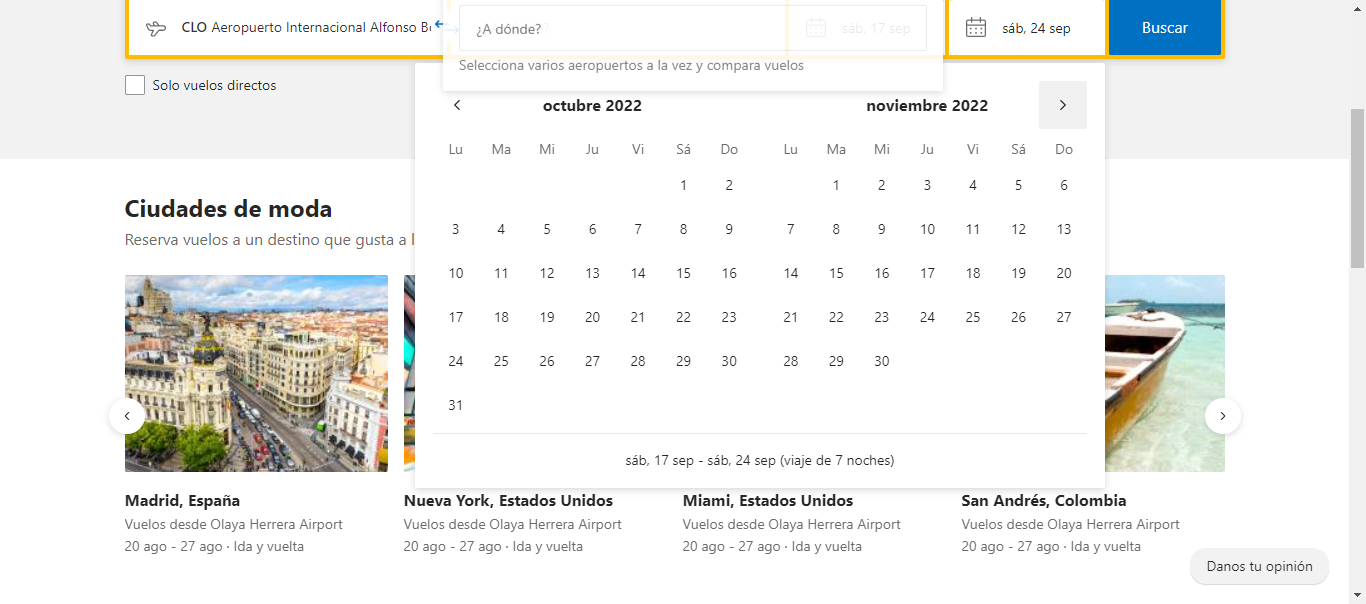 CLO Aeropuerto Internacional Alfonso B
¿A dónde?
sáb, 17 sep
sáb, 24 sep
Buscar
Selecciona varios aeropuertos a la vez y compara vuelos
Solo vuelos directos
octubre 2022
noviembre 2022
Lu Ma Mi Ju Vi Sá Do
Lu Ma Mi Ju Vi Sá Do
1 2
1 2 3 4 5 6
3 4 5 6 7 8 9
7 8 9 10 11 12 13
10 11 12 13 14 15 16
14 15 16 17 18 19 20
17 18 19 20 21 22 23
21 22 23 24 25 26 27
24 25 26 27 28 29 30
28 29 30
31
sáb, 17 sep - sáb, 24 sep (viaje de 7 noches)
Ciudades de moda
Reserva vuelos a un destino que gusta a
Madrid, España
Vuelos desde Olaya Herrera Airport
20 ago - 27 ago · Ida y vuelta
Nueva York, Estados Unidos
Vuelos desde Olaya Herrera Airport
20 ago - 27 ago · Ida y vuelta
Miami, Estados Unidos
Vuelos desde Olaya Herrera Airport
20 ago - 27 ago · Ida y vuelta
San Andrés, Colombia
Vuelos desde Olaya Herrera Airport
20 ago - 27 ago · Ida y vuelta
Danos tu opinión